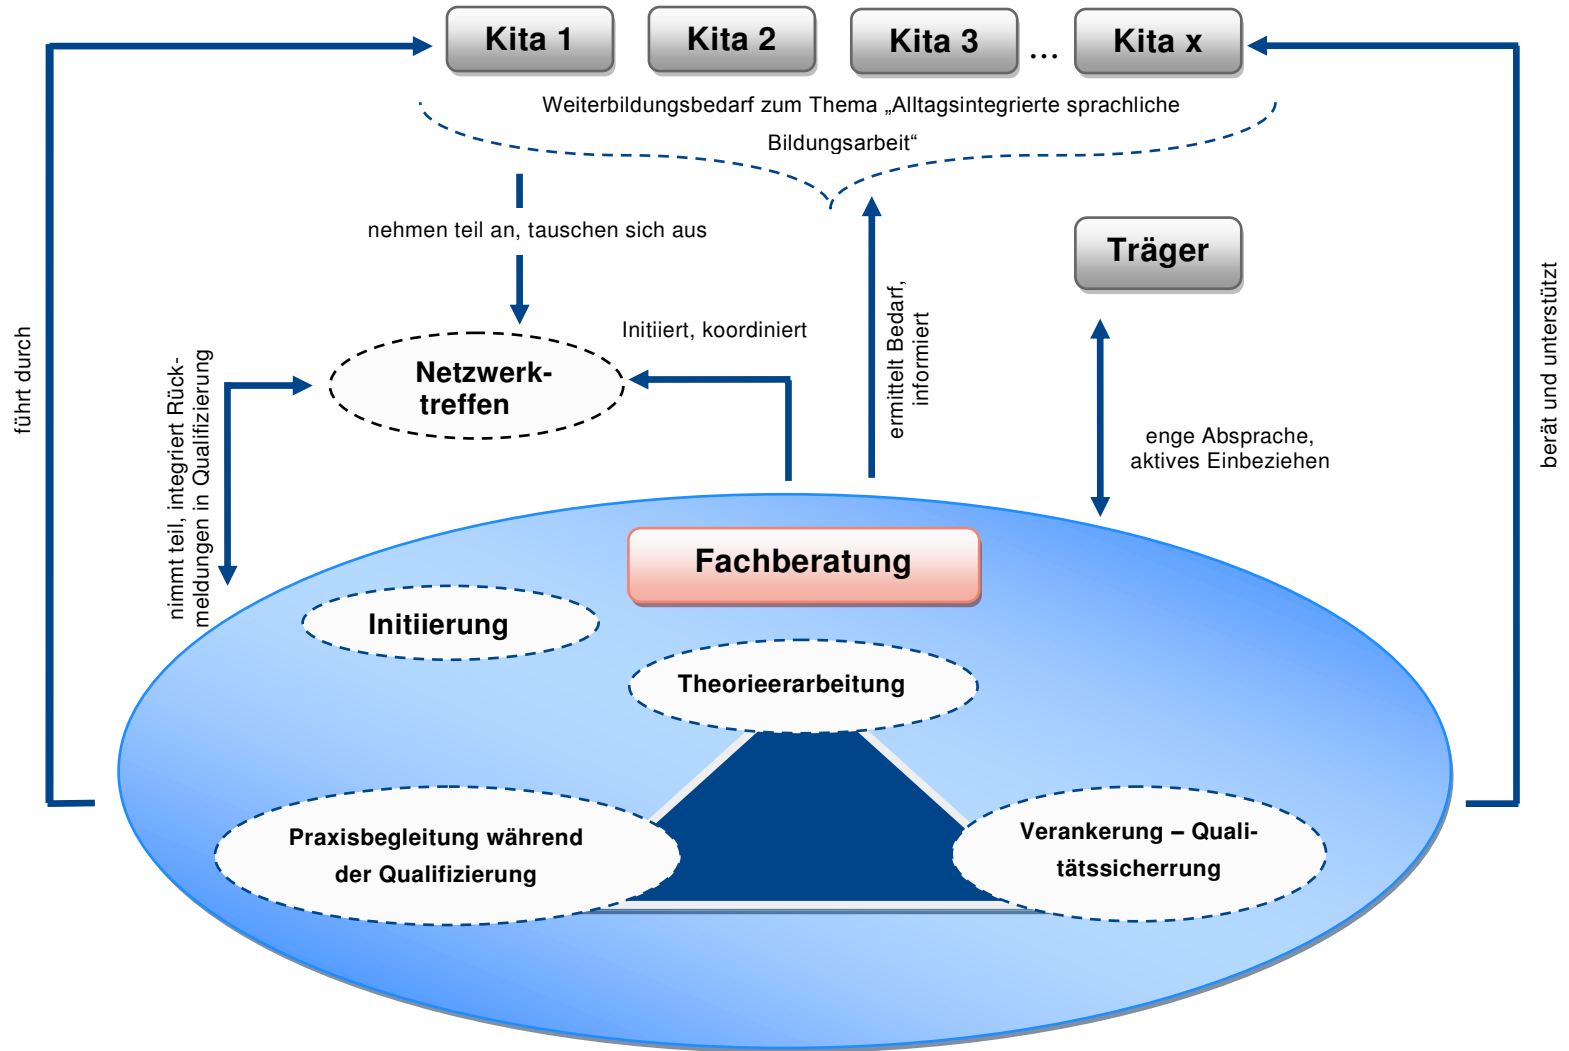 Kita 1
Kita 2
Kita 3
...
Kita x
Weiterbildungsbedarf zum Thema „Alltagsintegrierte sprachliche
Bildungsarbeit“
nehmen teil an, tauschen sich aus
Träger
führt durch
nimmt teil, integriert Rück-
meldungen in Qualifizierung
Netzwerk-
treffen
Initiiert, koordiniert
ermittelt Bedarf,
informiert
enge Absprache,
aktives Einbeziehen
berät und unterstützt
Fachberatung
Initiierung
Theorieerarbeitung
Praxisbegleitung während
der Qualifizierung
Verankerung – Quali-
tätssicherrung